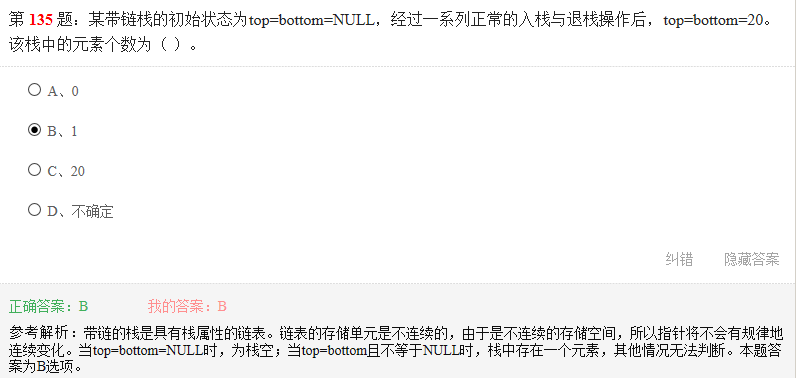 第 135 题：某带链栈的初始状态为top=bottom=NULL，经过一系列正常的入栈与退栈操作后，top=bottom=20。
该栈中的元素个数为（ ）。
A、0
B、1
C、20
D、不确定
纠错 隐藏答案
正确答案：B 我的答案：B
参考解析：带链的栈是具有栈属性的链表。链表的存储单元是不连续的，由于是不连续的存储空间，所以指针将不会有规律地
连续变化。当top=bottom=NULL时，为栈空；当top=bottom且不等于NULL时，栈中存在一个元素，其他情况无法判断。本题答
案为B选项。